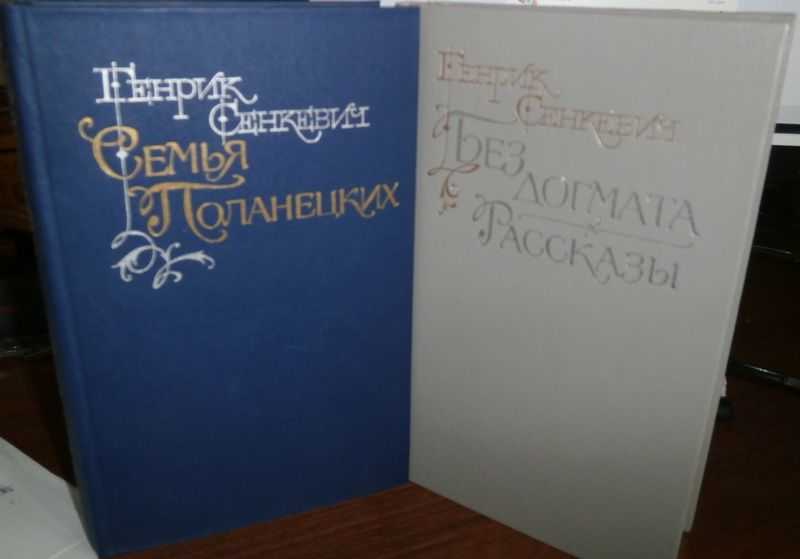 Генрик
Сенкевич
Семья
Поланецких
Генрик
Сенкевич
Без
догмата
Рассказы